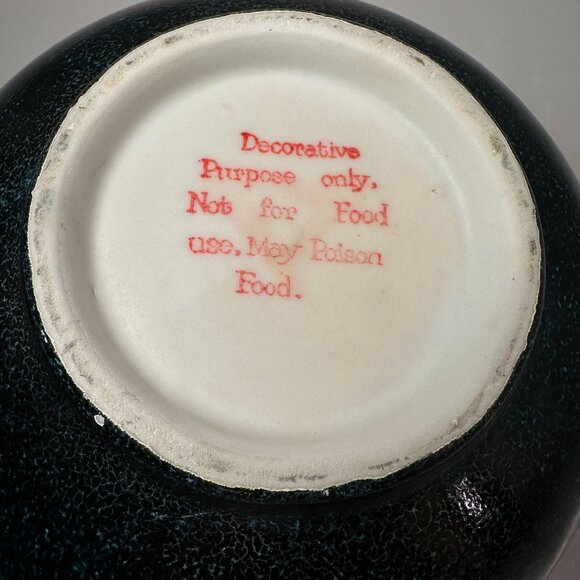 Decorative
Purpose only.
Not for Food
use. May Poison
Food.